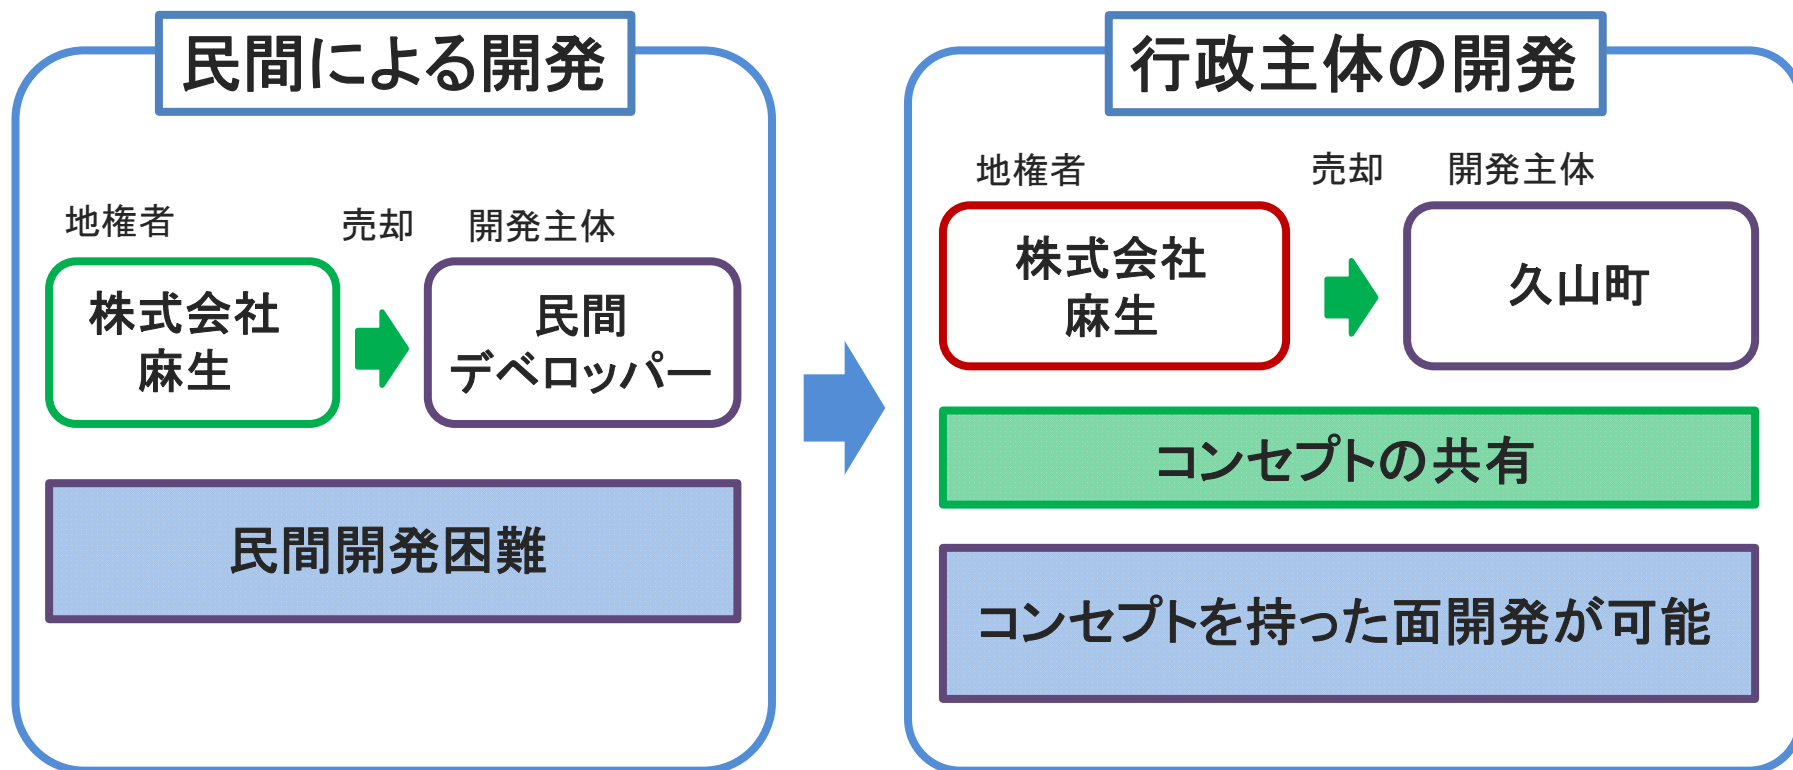 民間による開発
地権者
売却
開発主体
株式会社
麻生
民間
デベロッパー
民間開発困難
行政主体の開発
地権者
売却
開発主体
株式会社
麻生
久山町
コンセプトの共有
コンセプトを持った面開発が可能